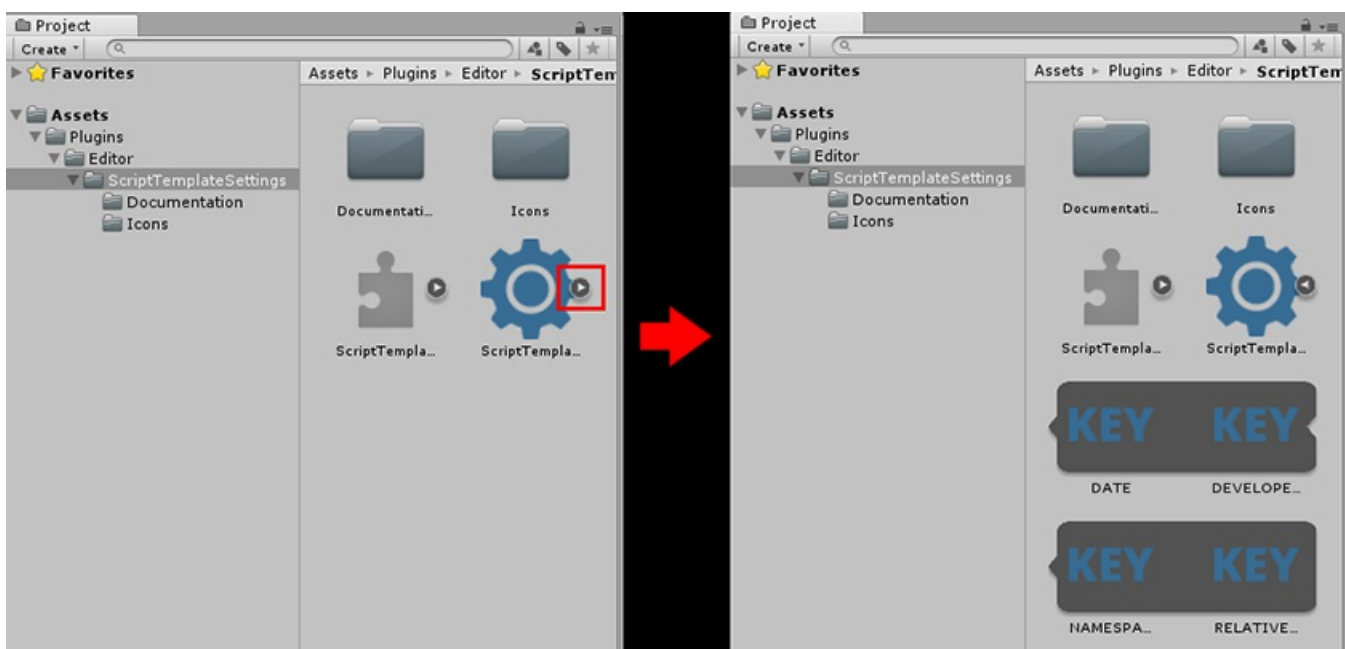 Project
Create
Favorites
Assets
Plugins
Editor
ScriptTemplateSettings
Documentation
Icons
Assets Plugins Editor ScriptTem
Documentati...
Icons
ScriptTempla...
ScriptTempla...
Project
Create
Favorites
Assets
Plugins
Editor
ScriptTemplateSettings
Documentation
Icons
Assets Plugins Editor ScriptTem
Documentati...
Icons
ScriptTempla...
ScriptTempla...
KEY
KEY
DATE
DEVELOPE...
KEY
KEY
NAMESPA...
RELATIVE...